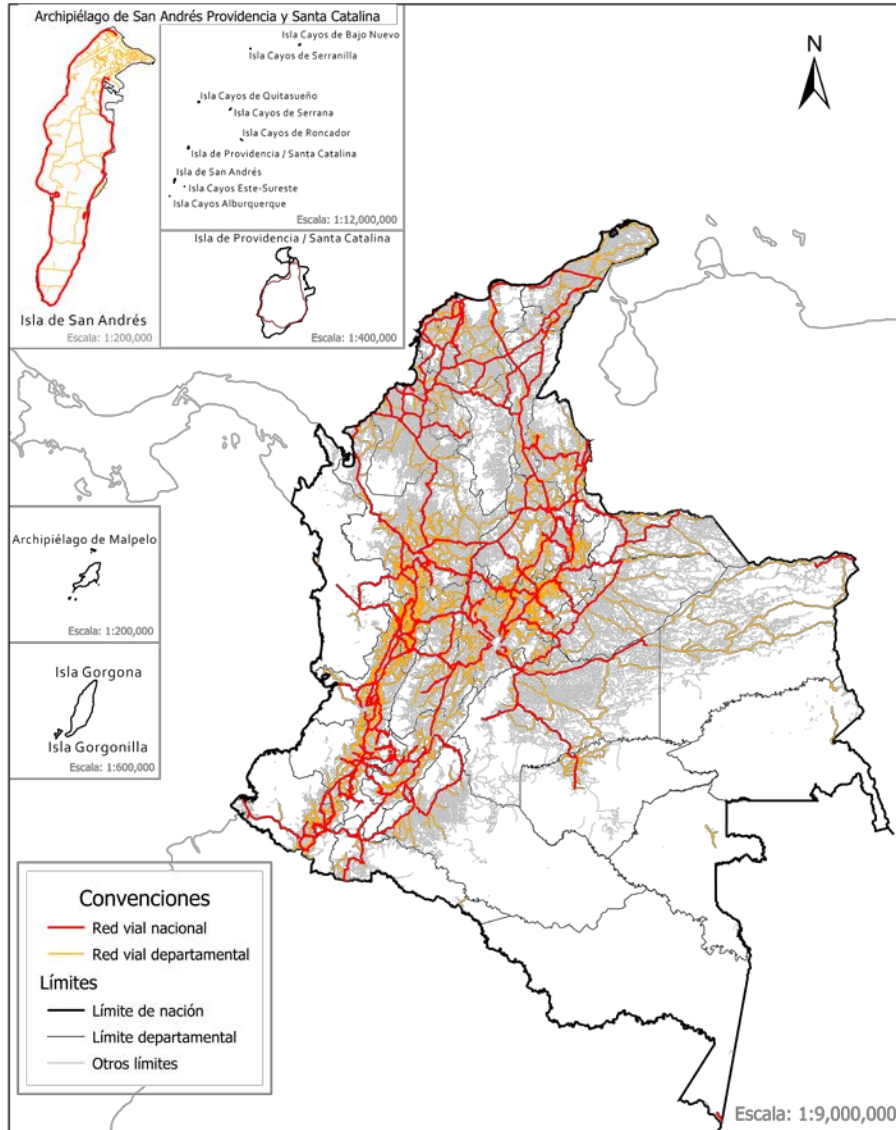 Archipiélago de San Andrés Providencia y Santa Catalina
Isla Cayos de Bajo Nuevo
Isla Cayos de Serranilla
Isla Cayos de Quitasueño
Isla Cayos de Serrana
Isla Cayos de Roncador
Isla de Providencia / Santa Catalina
Isla de San Andrés
Isla Cayos Este-Sureste
Isla Cayos Alburquerque
Escala: 1:12,000,000
Isla de San Andrés
Escala: 1:200,000
Isla de Providencia / Santa Catalina
Escala: 1:400,000
N
Archipiélago de Malpelo
Escala: 1:200,000
Isla Gorgona
Isla Gorgonilla
Escala: 1:600,000
Convenciones
Red vial nacional
Red vial departamental
Límites
Límite de nación
Límite departamental
Otros límites
Escala: 1:9,000,000